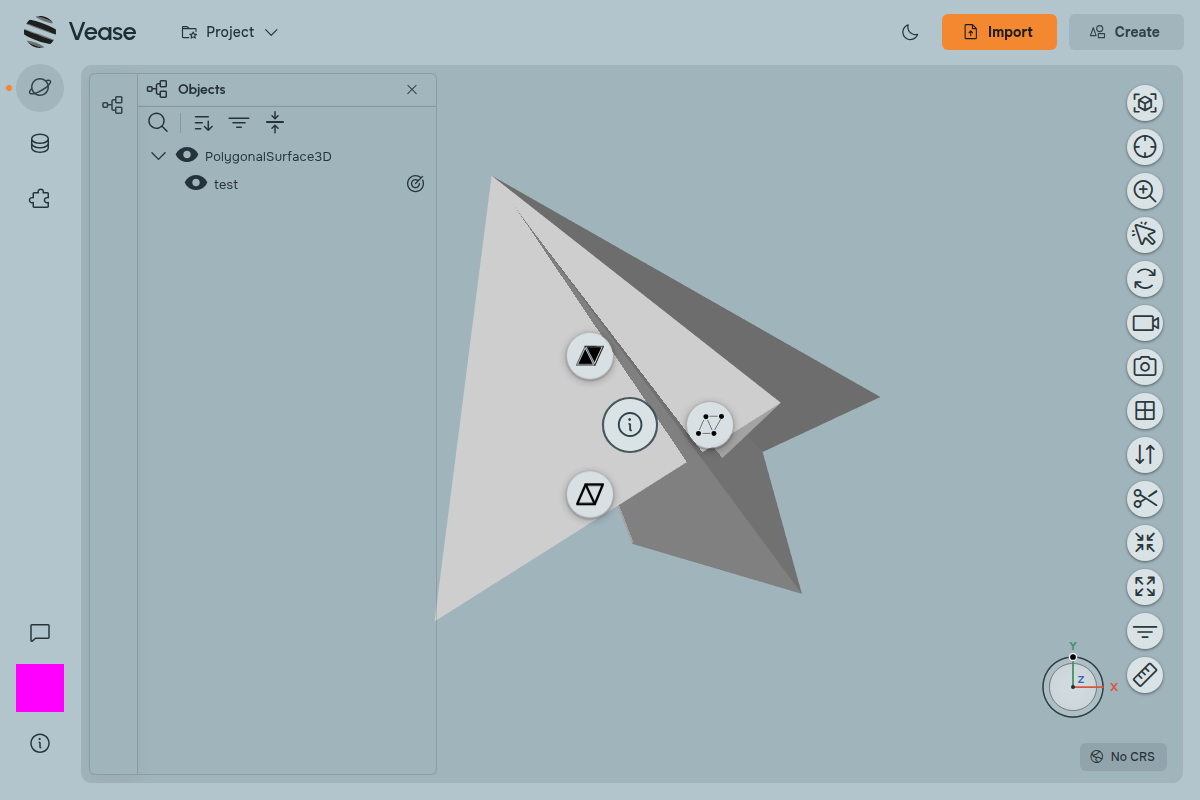 Vease
Project
Import
Create
Objects
PolygonalSurface3D
test
Y
Z
X
No CRS